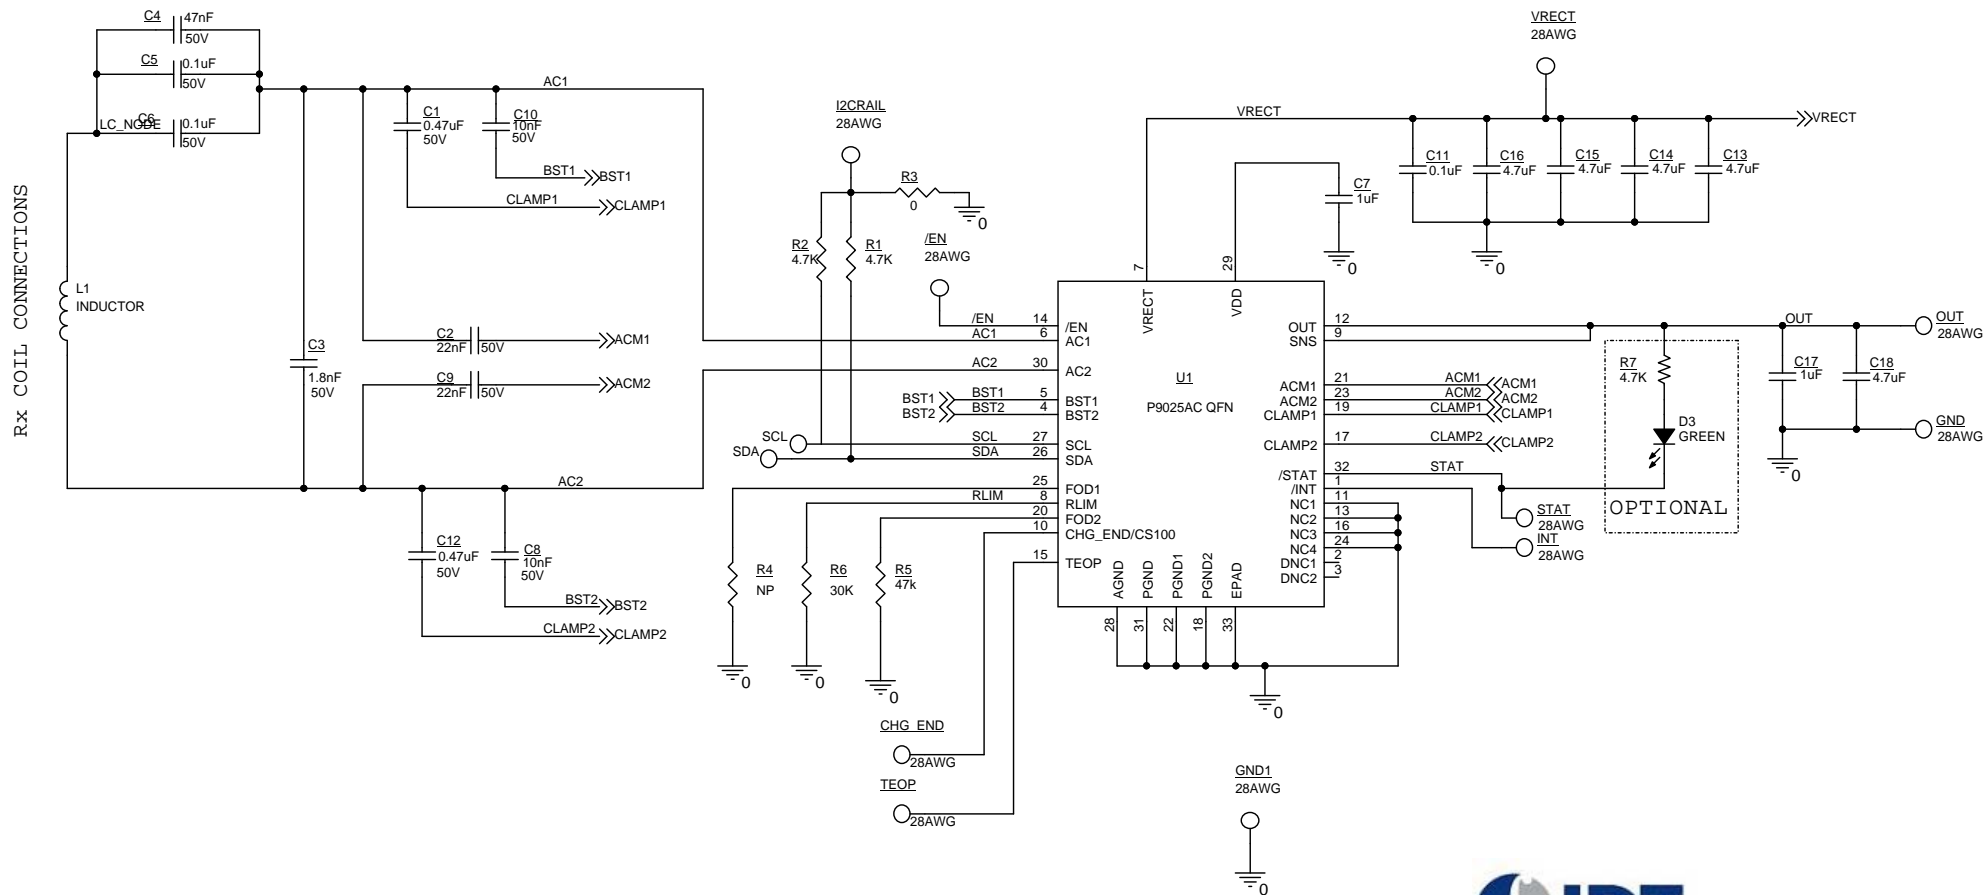 C4
47nF
50V
C5
0.1uF
50V
C6
LC_NODE
0.1uF
50V
Rx COIL CONNECTIONS
L1
INDUCTOR
AC1
C1
0.47uF
50V
C10
10nF
50V
BST1
BST1
CLAMP1
CLAMP1
C2
22nF
50V
ACM1
C9
22nF
50V
ACM2
C3
1.8nF
50V
AC2
C12
0.47uF
50V
C8
10nF
50V
BST2
BST2
CLAMP2
CLAMP2
I2CRAIL
28AWG
R3
0
0
R2
4.7K
R1
4.7K
/EN
28AWG
/EN
AC1
AC2
BST1
BST2
BST1
BST2
SCL
SDA
SCL
SDA
RLIM
R4
NP
0
R6
30K
0
R5
47k
0
CHG_END
28AWG
TEOP
28AWG
VRECT
28AWG
VRECT
VRECT
C11
0.1uF
C16
4.7uF
C15
4.7uF
C14
4.7uF
C13
4.7uF
0
C7
1uF
0
7
29
VRECT
VDD
14
/EN
6
AC1
30
AC2
5
BST1
4
BST2
27
SCL
26
SDA
25
FOD1
8
RLIM
20
FOD2
10
CHG_END/CS100
15
TEOP
U1
P9025AC QFN
OUT
12
SNS
9
ACM1
21
ACM2
23
CLAMP1
19
CLAMP2
17
/STAT
32
/INT
1
NC1
11
NC2
13
NC3
16
NC4
24
DNC1
2
DNC2
3
AGND
PGND
PGND1
PGND2
EPAD
28
31
22
18
33
0
ACM1
ACM1
ACM2
ACM2
CLAMP1
CLAMP1
CLAMP2
CLAMP2
STAT
STAT
28AWG
INT
28AWG
R7
4.7K
D3
GREEN
OPTIONAL
OUT
C17
1uF
C18
4.7uF
0
OUT
28AWG
GND
28AWG
GND1
28AWG
0
IDT